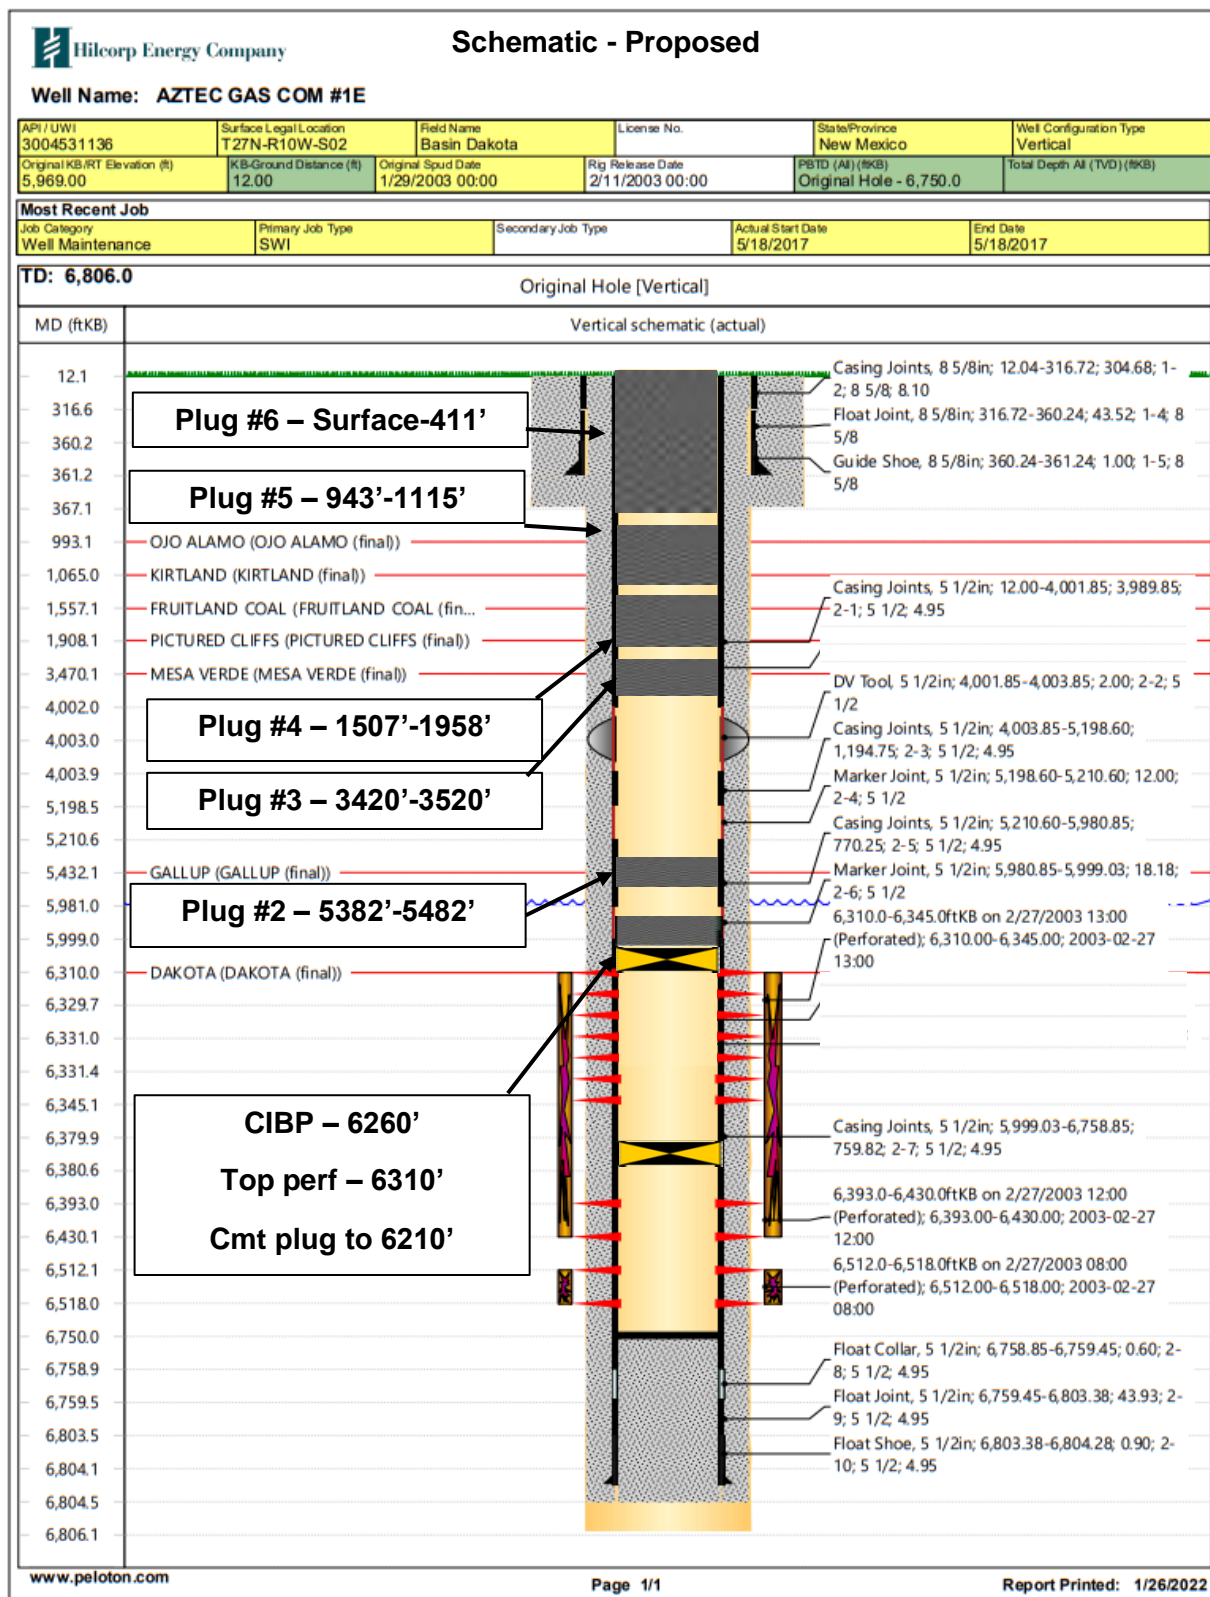 Hilcorp Energy Company
Schematic - Proposed
Well Name: AZTEC GAS COM #1E
API / UWI
3004531136
Surface Legal Location
T27N-R10W-S02
Field Name
Basin Dakota
License No.
State/Province
New Mexico
Well Configuration Type
Vertical
Original KB/RT Elevation (ft)
5,969.00
KB-Ground Distance (ft)
12.00
Original Spud Date
1/29/2003 00:00
Rig Release Date
2/11/2003 00:00
PBTD (All) (ftKB)
Original Hole - 6,750.0
Total Depth All (TVD) (ftKB)
Most Recent Job
Job Category
Well Maintenance
Primary Job Type
SWI
Secondary Job Type
Actual Start Date
5/18/2017
End Date
5/18/2017
TD: 6,806.0
Original Hole [Vertical]
MD (ftKB)
Vertical schematic (actual)
12.1
316.6
360.2
361.2
367.1
993.1
1,065.0
1,557.1
1,908.1
3,470.1
4,002.0
4,003.0
4,003.9
5,198.5
5,210.6
5,432.1
5,981.0
5,999.0
6,310.0
6,329.7
6,331.0
6,331.4
6,345.1
6,379.9
6,380.6
6,393.0
6,430.1
6,512.1
6,518.0
6,750.0
6,758.9
6,759.5
6,803.5
6,804.1
6,804.5
6,806.1
Plug #6 – Surface-411’
Plug #5 – 943’-1115’
OJO ALAMO (OJO ALAMO (final))
KIRTLAND (KIRTLAND (final))
FRUITLAND COAL (FRUITLAND COAL (fin...
PICTURED CLIFFS (PICTURED CLIFFS (final))
MESA VERDE (MESA VERDE (final))
Plug #4 – 1507’-1958’
Plug #3 – 3420’-3520’
GALLUP (GALLUP (final))
Plug #2 – 5382’-5482’
DAKOTA (DAKOTA (final))
CIBP – 6260’
Top perf – 6310’
Cmt plug to 6210’
Casing Joints, 8 5/8in; 12.04-316.72; 304.68; 1-
2; 8 5/8; 8.10
Float Joint, 8 5/8in; 316.72-360.24; 43.52; 1-4; 8
5/8
Guide Shoe, 8 5/8in; 360.24-361.24; 1.00; 1-5; 8
5/8
Casing Joints, 5 1/2in; 12.00-4,001.85; 3,989.85;
2-1; 5 1/2; 4.95
DV Tool, 5 1/2in; 4,001.85-4,003.85; 2.00; 2-2; 5
1/2
Casing Joints, 5 1/2in; 4,003.85-5,198.60;
1,194.75; 2-3; 5 1/2; 4.95
Marker Joint, 5 1/2in; 5,198.60-5,210.60; 12.00;
2-4; 5 1/2
Casing Joints, 5 1/2in; 5,210.60-5,980.85;
770.25; 2-5; 5 1/2; 4.95
Marker Joint, 5 1/2in; 5,980.85-5,999.03; 18.18;
2-6; 5 1/2
6,310.0-6,345.0ftKB on 2/27/2003 13:00
(Perforated); 6,310.00-6,345.00; 2003-02-27
13:00
Casing Joints, 5 1/2in; 5,999.03-6,758.85;
759.82; 2-7; 5 1/2; 4.95
6,393.0-6,430.0ftKB on 2/27/2003 12:00
(Perforated); 6,393.00-6,430.00; 2003-02-27
12:00
6,512.0-6,518.0ftKB on 2/27/2003 08:00
(Perforated); 6,512.00-6,518.00; 2003-02-27
08:00
Float Collar, 5 1/2in; 6,758.85-6,759.45; 0.60; 2-
8; 5 1/2; 4.95
Float Joint, 5 1/2in; 6,759.45-6,803.38; 43.93; 2-
9; 5 1/2; 4.95
Float Shoe, 5 1/2in; 6,803.38-6,804.28; 0.90; 2-
10; 5 1/2; 4.95
www.peloton.com
Page 1/1
Report Printed: 1/26/2022